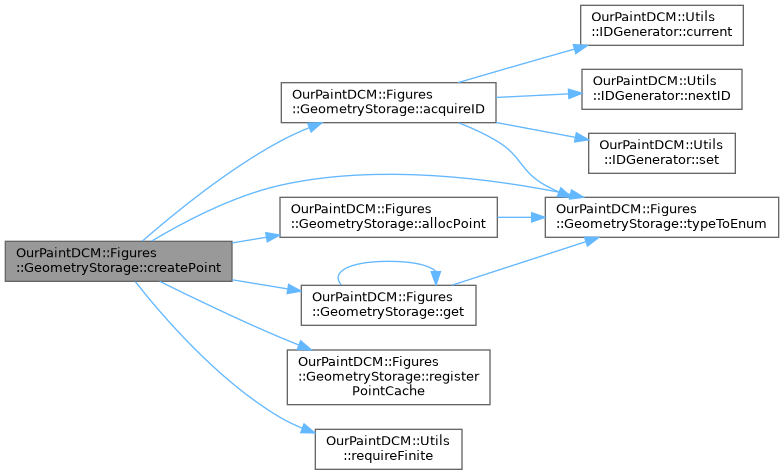 OurPaintDCM::Utils
::IDGenerator::current
OurPaintDCM::Utils
::IDGenerator::nextID
OurPaintDCM::Figures
::GeometryStorage::acquireID
OurPaintDCM::Utils
::IDGenerator::set
OurPaintDCM::Figures
::GeometryStorage::allocPoint
OurPaintDCM::Figures
::GeometryStorage::typeToEnum
OurPaintDCM::Figures
::GeometryStorage::createPoint
OurPaintDCM::Figures
::GeometryStorage::get
OurPaintDCM::Figures
::GeometryStorage::register
PointCache
OurPaintDCM::Utils
::requireFinite